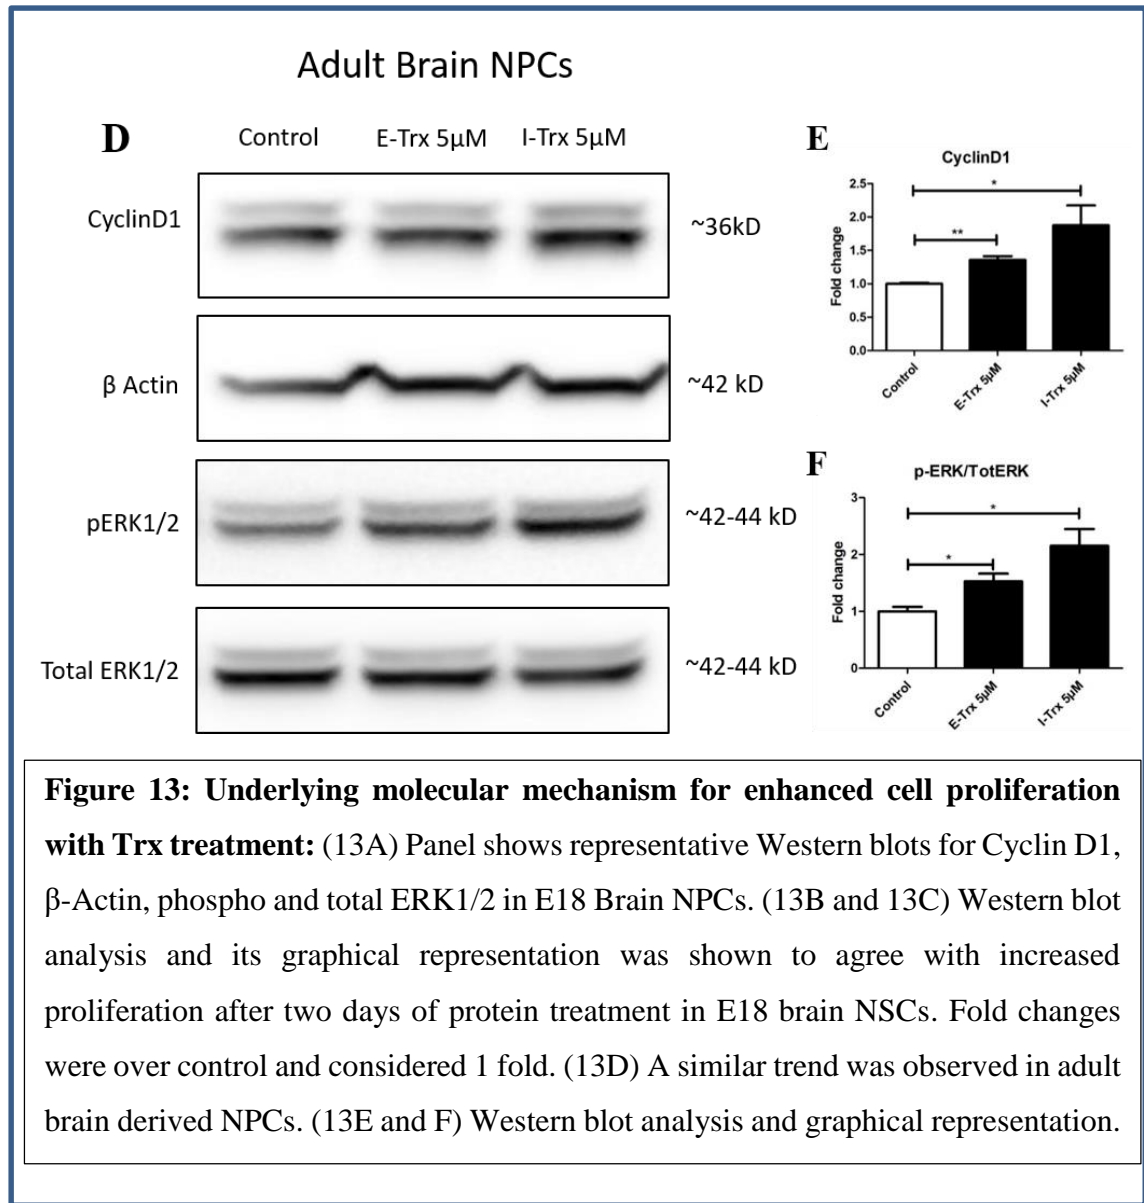 Adult Brain NPCs
D
Control E-Trx 5μM I-Trx 5μM
CyclinD1 ~36kD
β Actin ~42 kD
pERK1/2 ~42-44 kD
Total ERK1/2 ~42-44 kD
E
CyclinD1
Fold change
2.5
2.0
1.5
1.0
0.5
0.0
*
**
Control E-Trx 5μM I-Trx 5μM
F
p-ERK/TotERK
Fold change
3
2
1
0
*
*
Control E-Trx 5μM I-Trx 5μM
Figure 13: Underlying molecular mechanism for enhanced cell proliferation
with Trx treatment: (13A) Panel shows representative Western blots for Cyclin D1,
β-Actin, phospho and total ERK1/2 in E18 Brain NPCs. (13B and 13C) Western blot
analysis and its graphical representation was shown to agree with increased
proliferation after two days of protein treatment in E18 brain NSCs. Fold changes
were over control and considered 1 fold. (13D) A similar trend was observed in adult
brain derived NPCs. (13E and F) Western blot analysis and graphical representation.